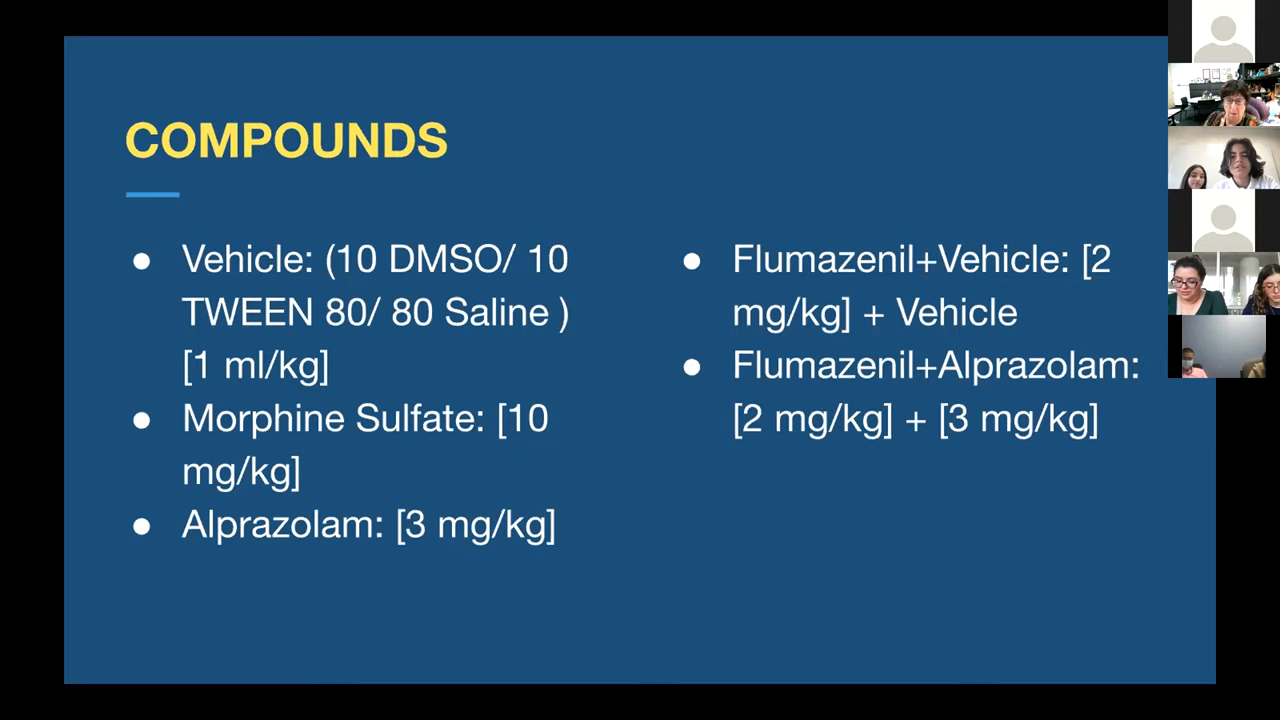 COMPOUNDS
● Vehicle: (10 DMSO/ 10
TWEEN 80/ 80 Saline )
[1 ml/kg]
● Morphine Sulfate: [10
mg/kg]
● Alprazolam: [3 mg/kg]
● Flumazenil+Vehicle: [2
mg/kg] + Vehicle
● Flumazenil+Alprazolam:
[2 mg/kg] + [3 mg/kg]